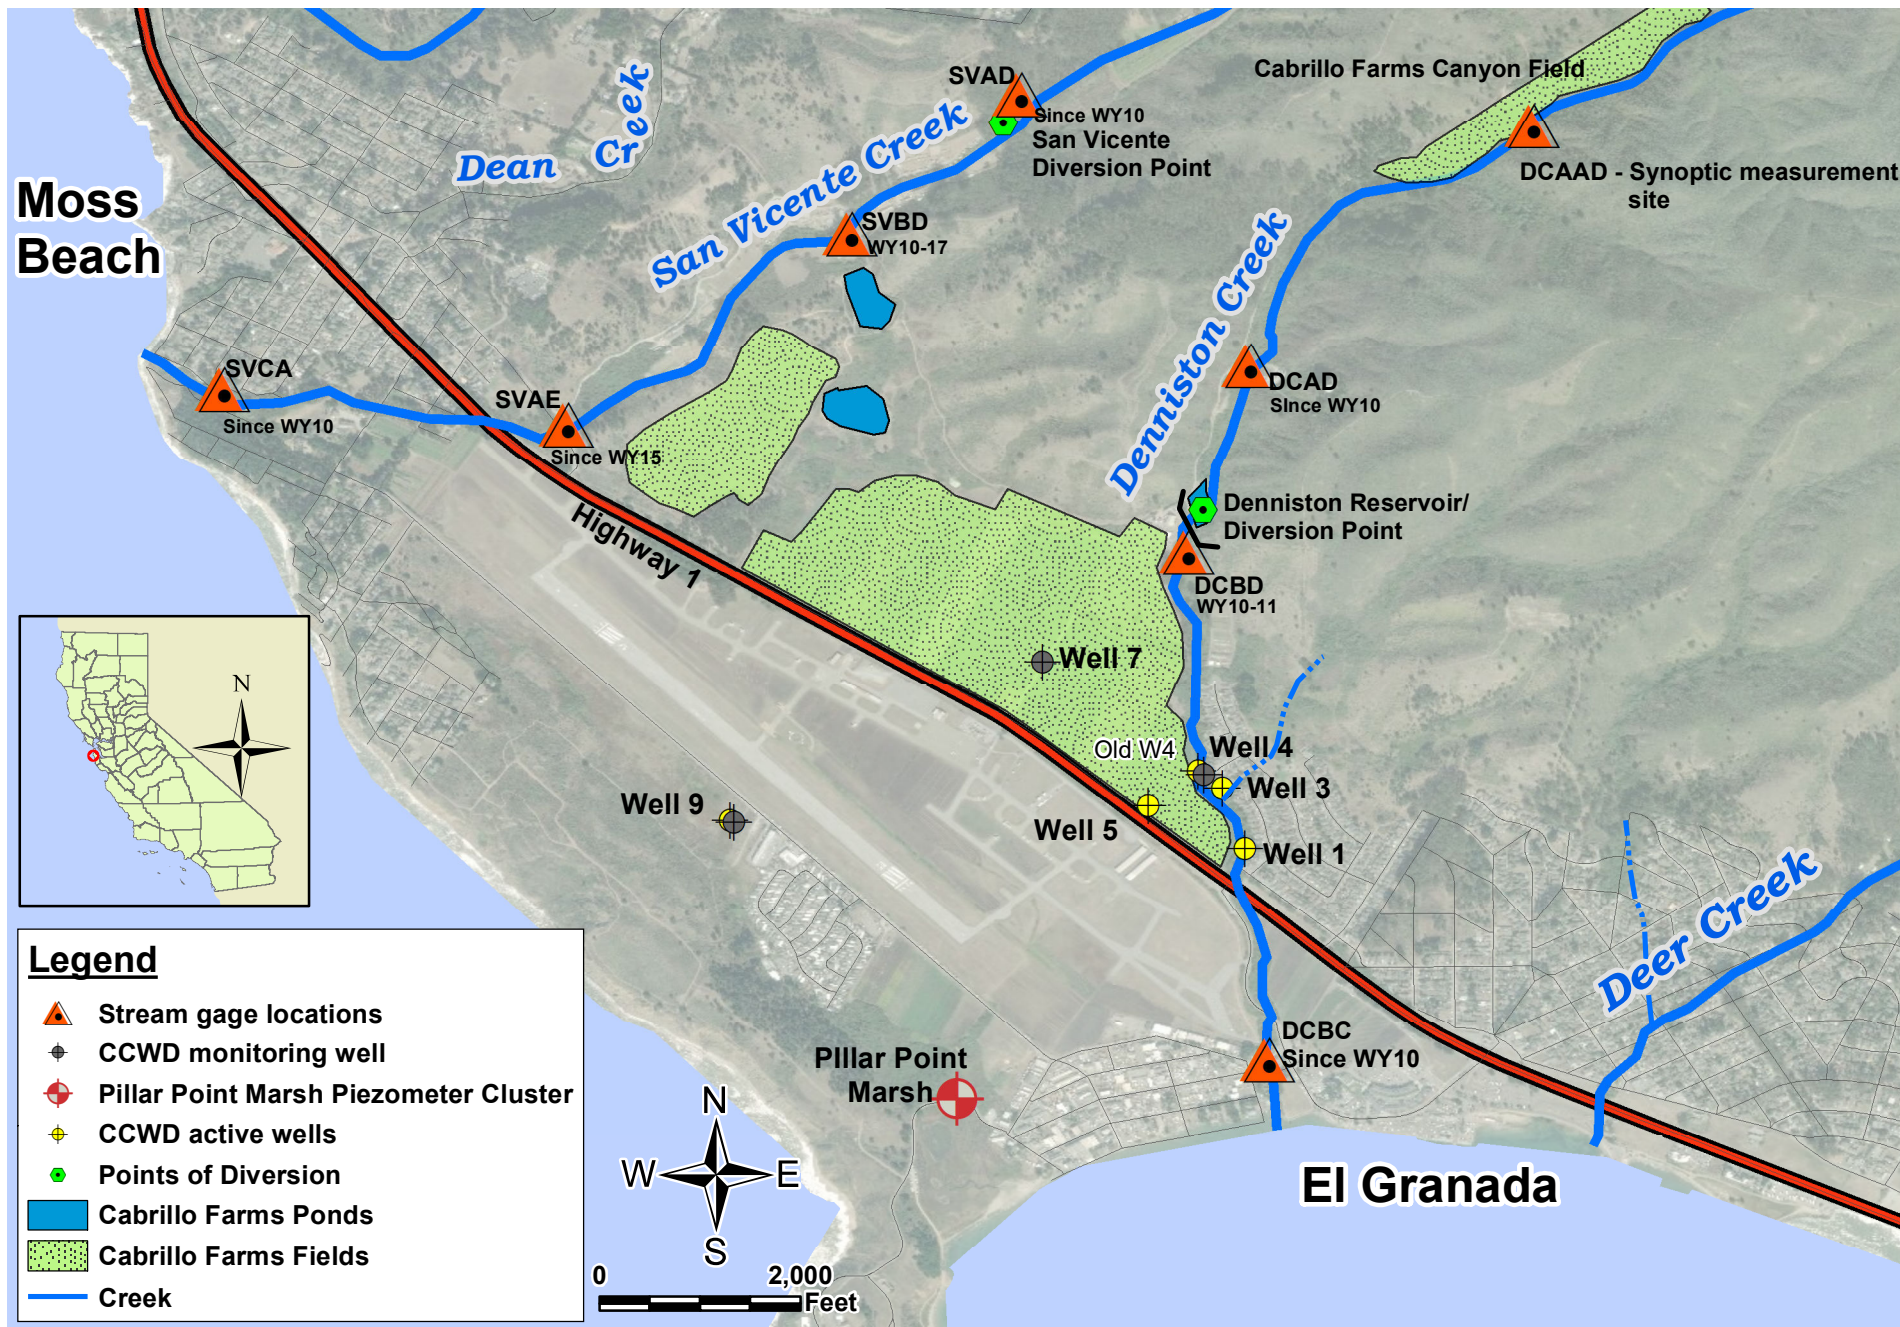 SVAD
Since WY10
San Vicente
Diversion Point
Cabrillo Farms Canyon Field
DCAAD - Synoptic measurement
site
Dean Creek
San Vicente Creek
Moss
Beach
SVBD
WY10-17
Denniston Creek
SVCA
Since WY10
SVAE
Since WY15
DCAD
SInce WY10
Highway 1
Denniston Reservoir/
Diversion Point
DCBD
WY10-11
N
Well 7
Old W4
Well 4
Well 3
Well 9
Well 5
Well 1
Deer Creek
Legend
Stream gage locations
CCWD monitoring well
Pillar Point Marsh Piezometer Cluster
CCWD active wells
Points of Diversion
Cabrillo Farms Ponds
Cabrillo Farms Fields
Creek
PIllar Point
Marsh
DCBC
Since WY10
N
W
E
S
0
2,000
Feet
El Granada